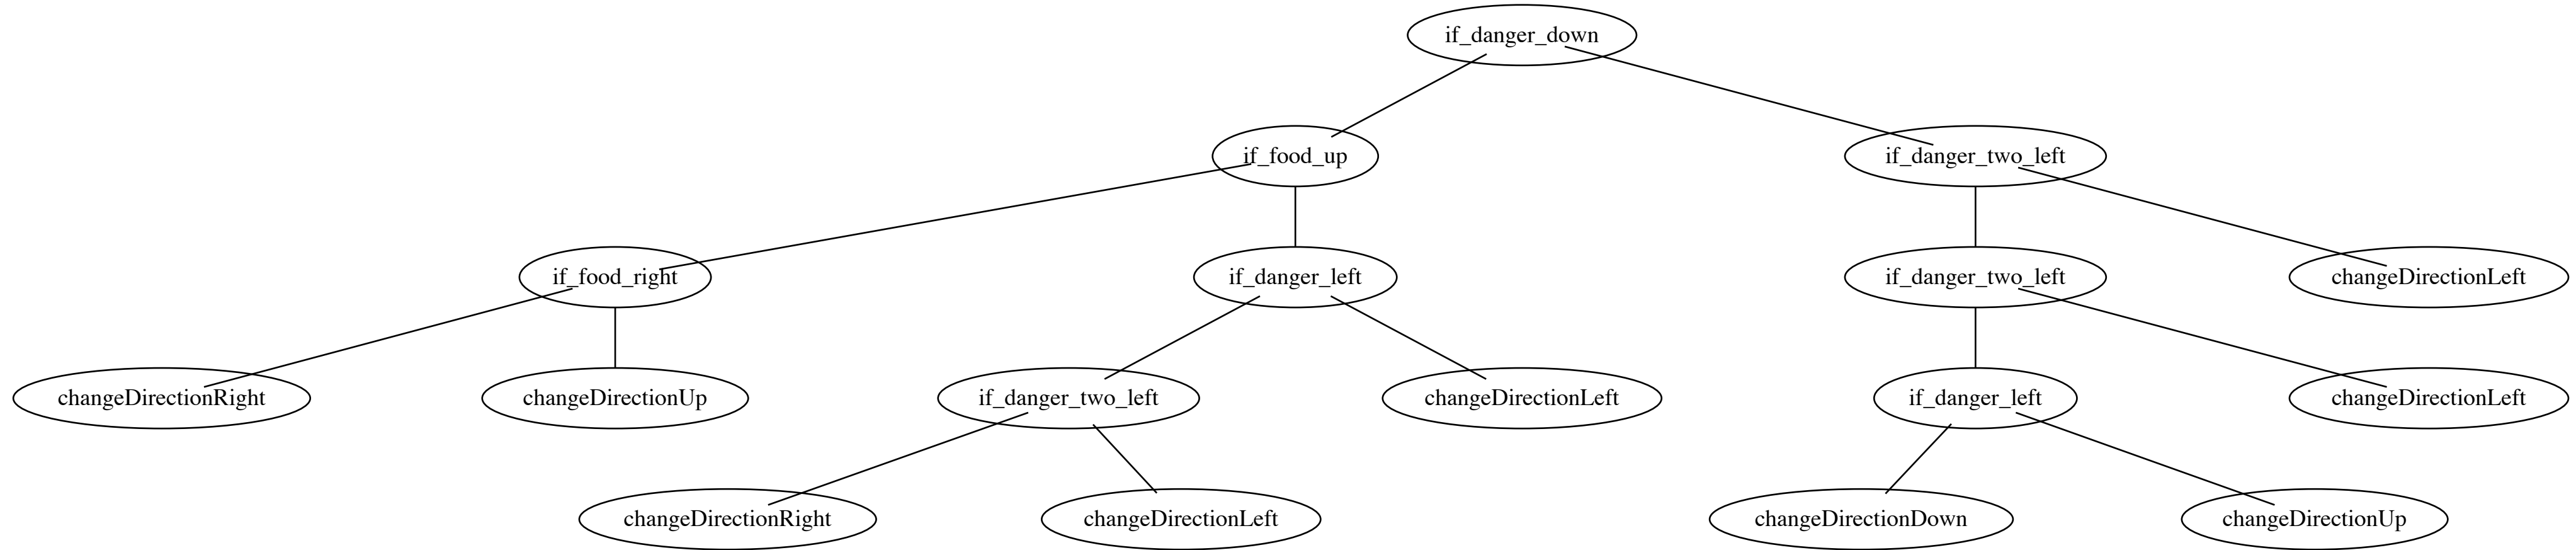 if_danger_down
if_food_up
if_danger_two_left
if_food_right
if_danger_left
if_danger_two_left
changeDirectionLeft
changeDirectionRight
changeDirectionUp
if_danger_two_left
changeDirectionLeft
if_danger_left
changeDirectionLeft
changeDirectionRight
changeDirectionLeft
changeDirectionDown
changeDirectionUp